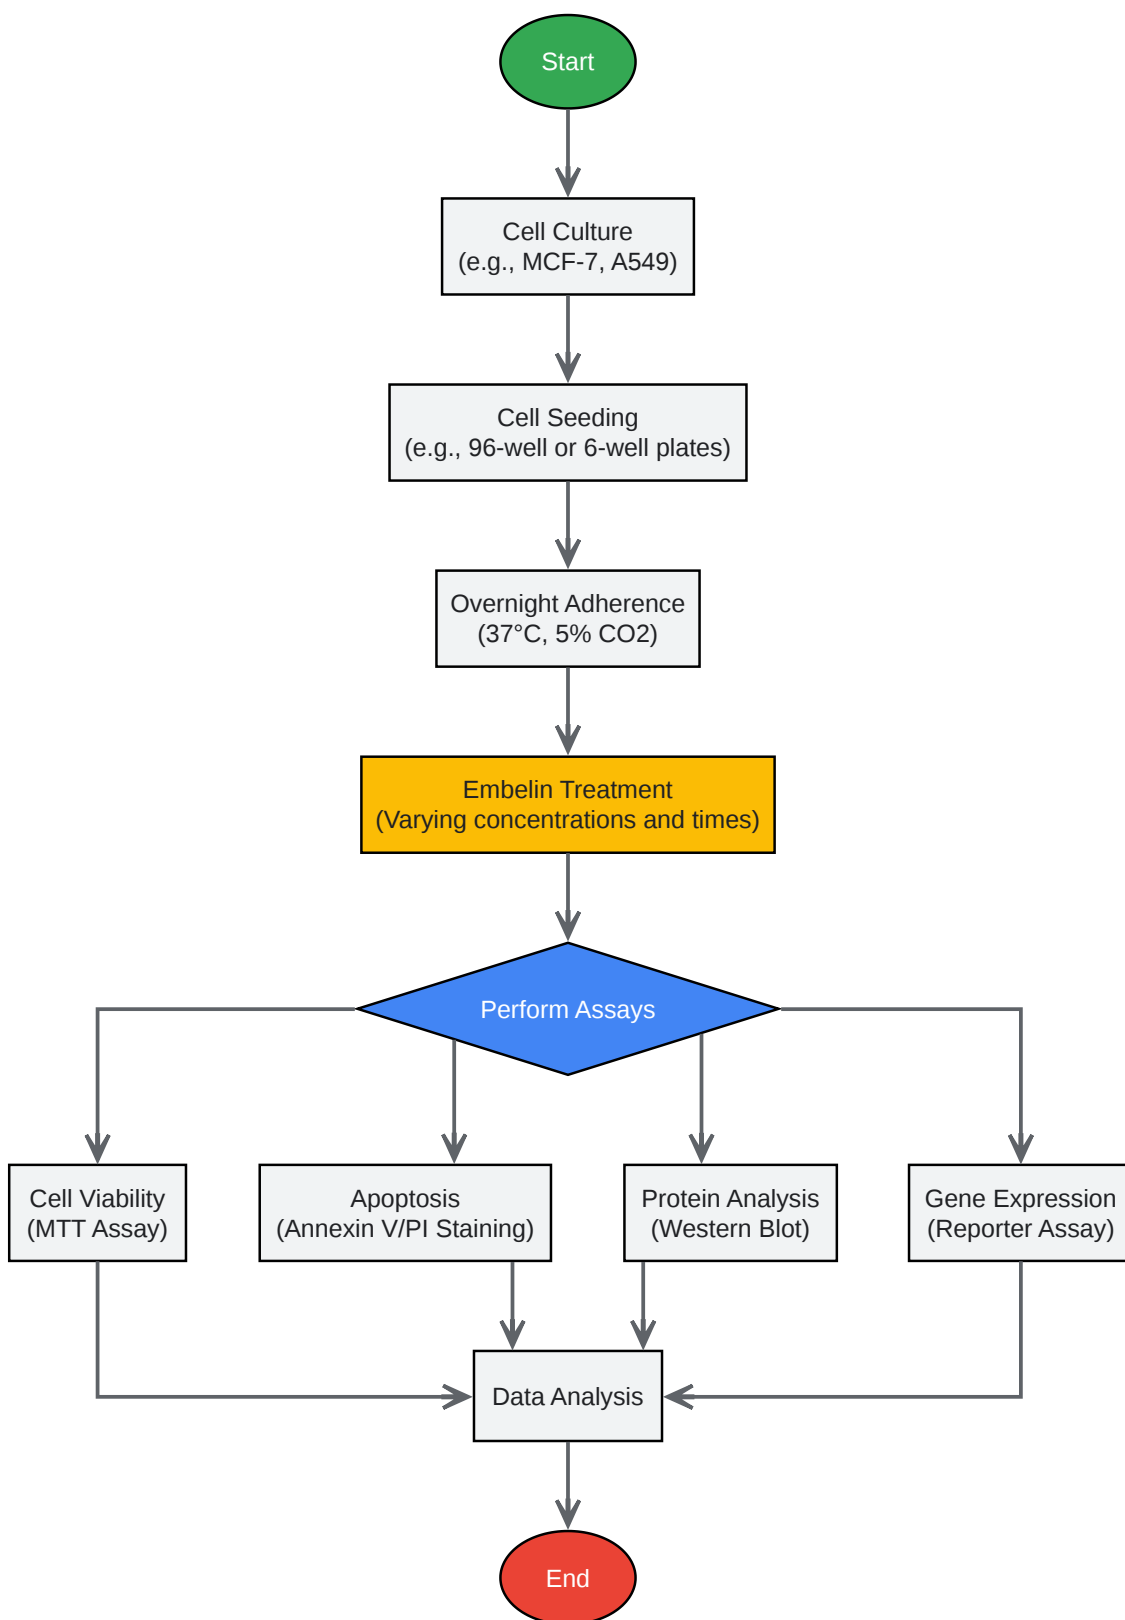 Start
Cell Culture
(e.g., MCF-7, A549)
Cell Seeding
(e.g., 96-well or 6-well plates)
Overnight Adherence
(37°C, 5% CO2)
Embelin Treatment
(Varying concentrations and times)
Perform Assays
Cell Viability
(MTT Assay)
Apoptosis
(Annexin V/PI Staining)
Protein Analysis
(Western Blot)
Gene Expression
(Reporter Assay)
Data Analysis
End